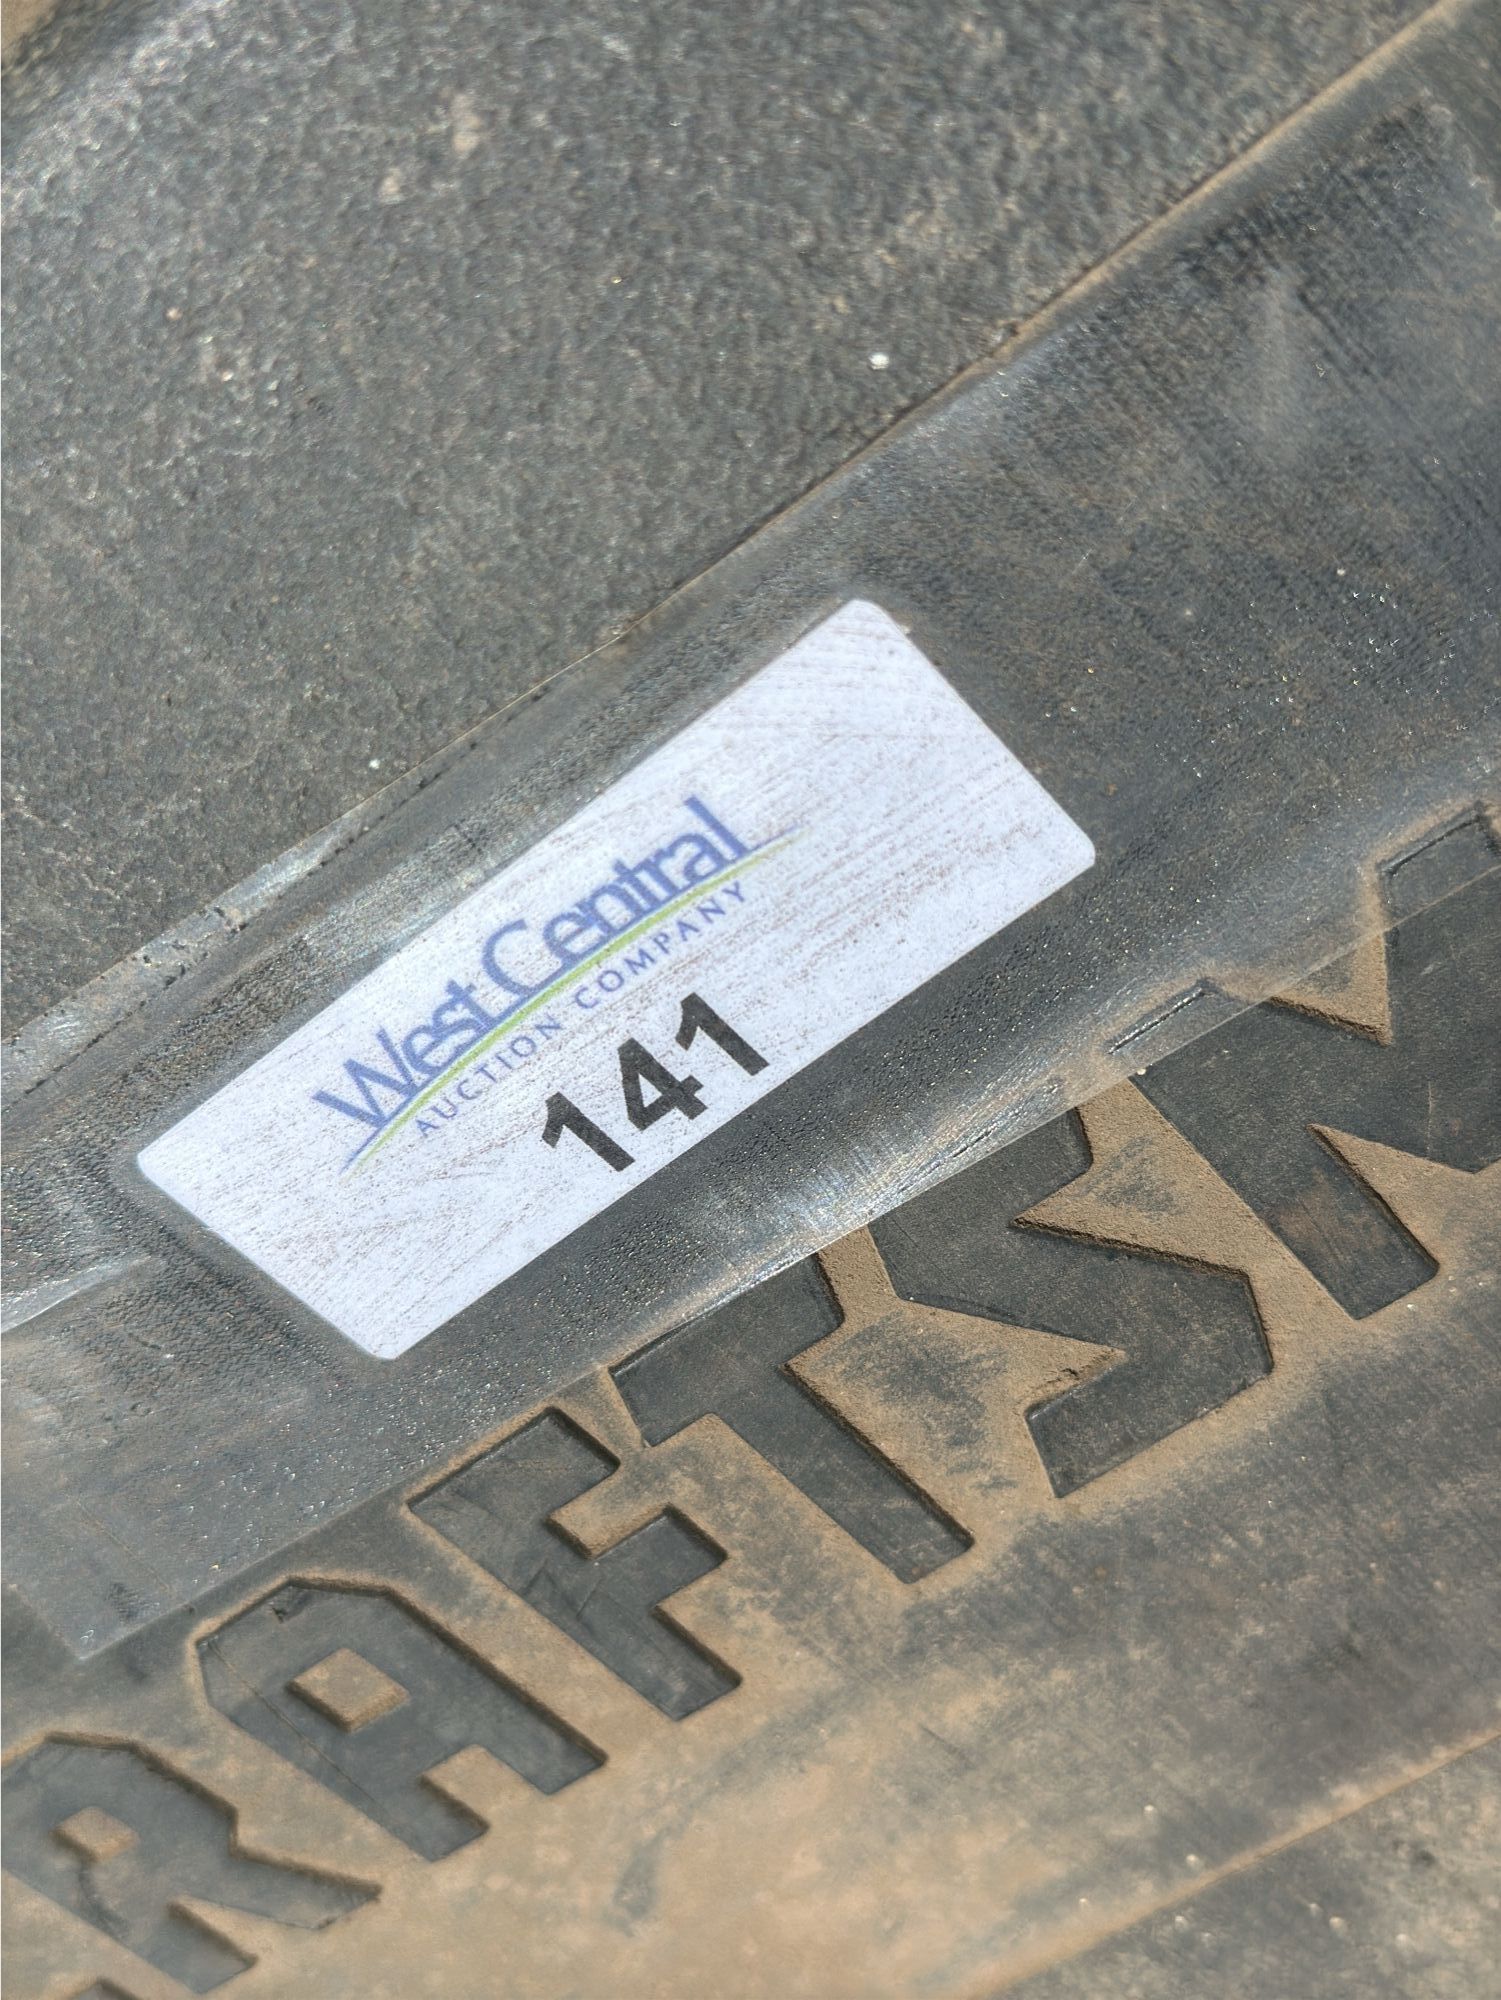 West Central
AUCTION COMPANY
141
RAFTSM